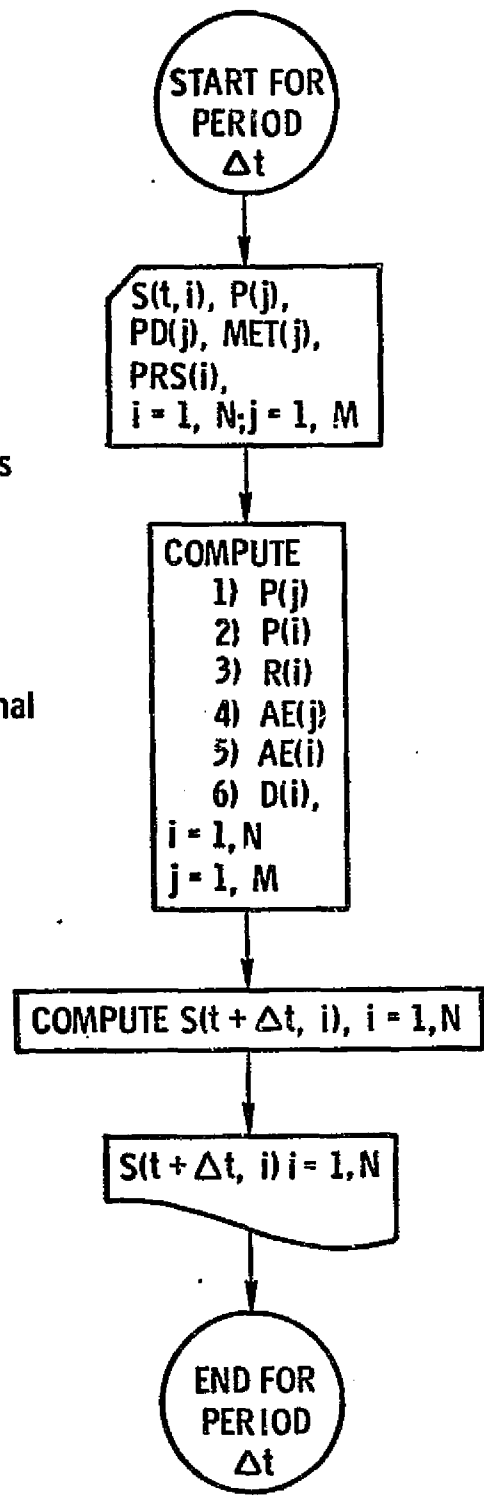 START FOR
PERIOD
Δt
S(t, i), P(j),
PD(j), MET(j),
PRS(i),
i = 1, N;j = 1, M
s
COMPUTE
1) P(j)
2) P(i)
3) R(i)
nal
4) AE(j)
5) AE(i)
6) D(i),
i = 1, N
j = 1, M
COMPUTE S(t + Δt, i), i = 1, N
S(t + Δt, i) i = 1, N
END FOR
PERIOD
Δt